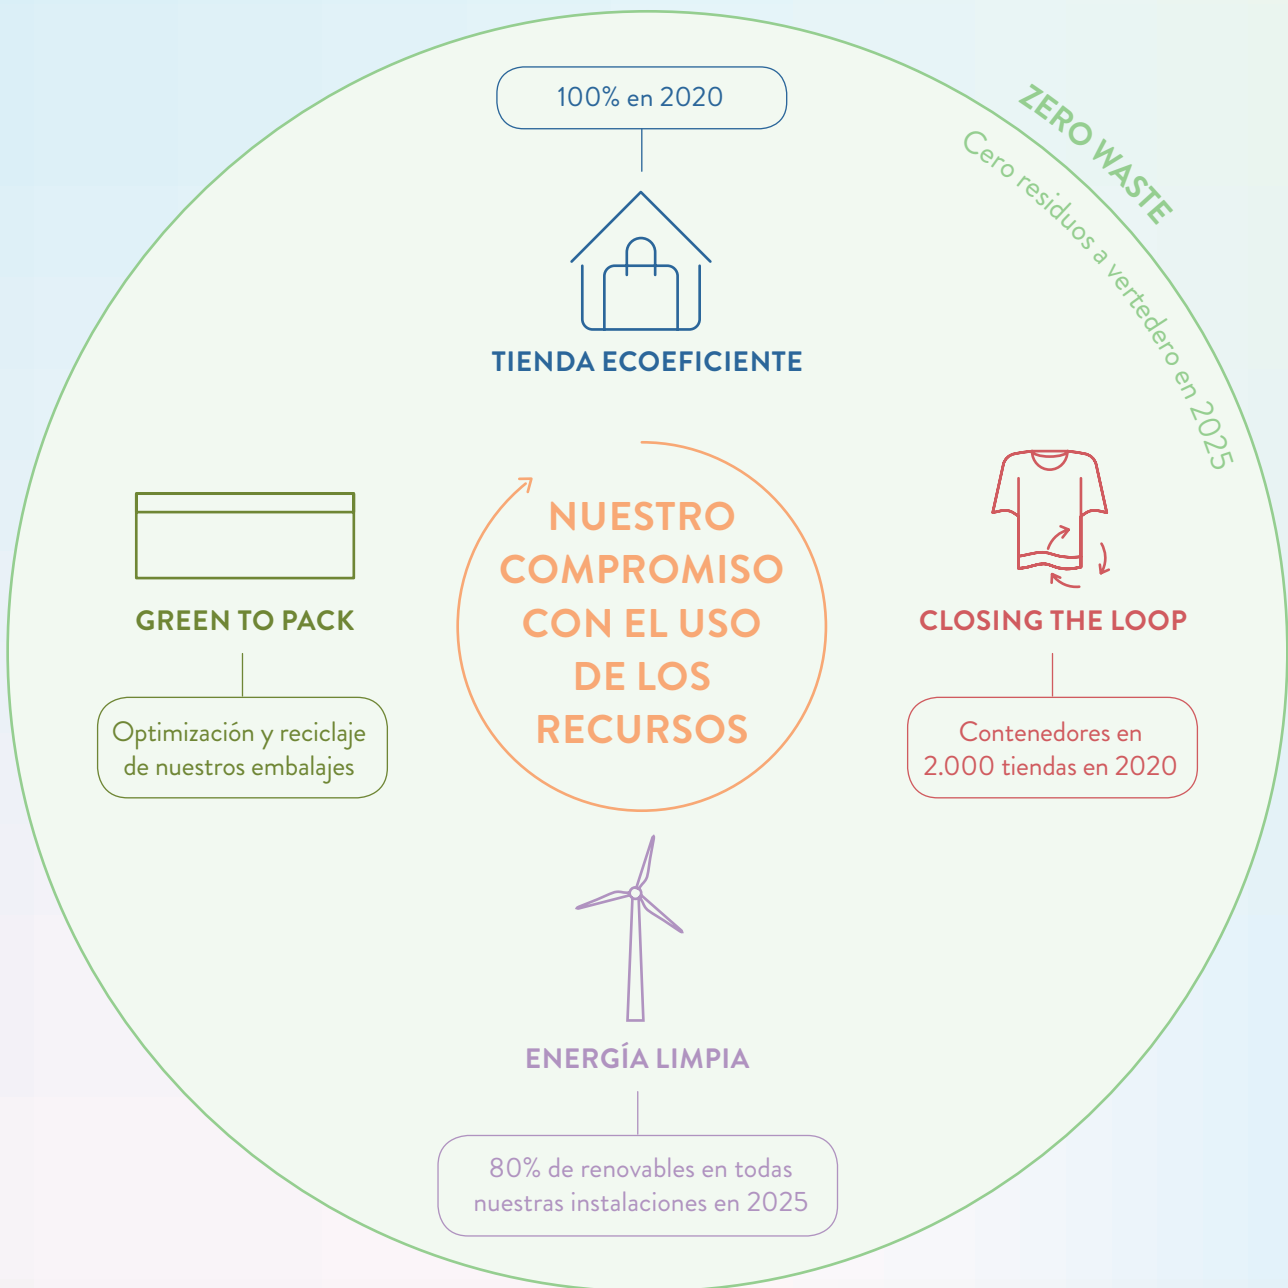 100% en 2020
ZERO WASTE
Cero residuos a vertedero en 2025
TIENDA ECOEFICIENTE
NUESTRO
COMPROMISO
CON EL USO
DE LOS
RECURSOS
GREEN TO PACK
Optimización y reciclaje
de nuestros embalajes
CLOSING THE LOOP
Contenedores en
2.000 tiendas en 2020
ENERGÍA LIMPIA
80% de renovables en todas
nuestras instalaciones en 2025